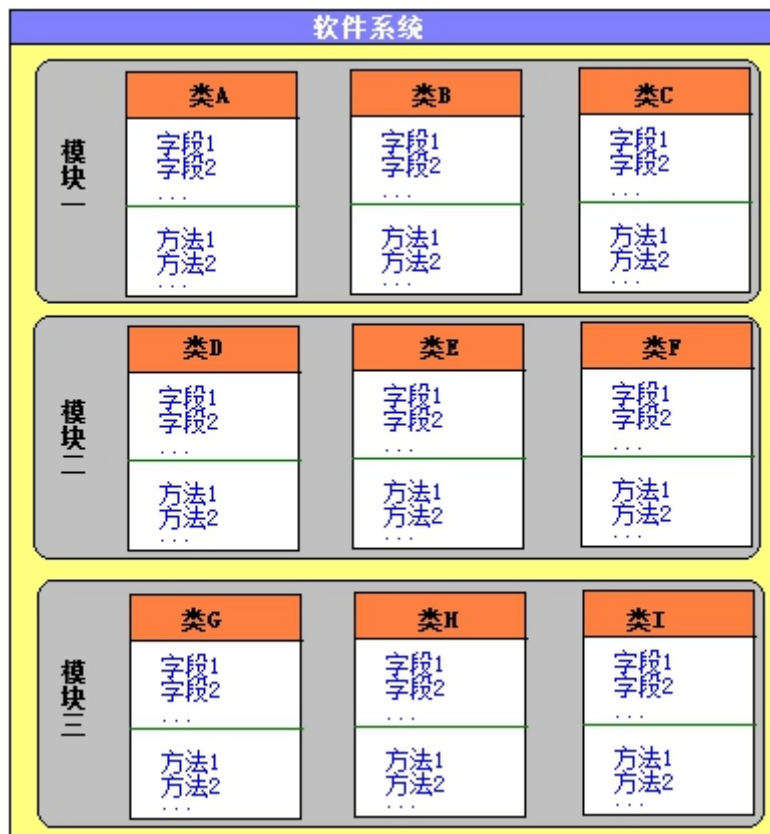 软件系统
模块一
类A
字段1
字段2
...
方法1
方法2
...
类B
字段1
字段2
...
方法1
方法2
...
类C
字段1
字段2
...
方法1
方法2
...
模块二
类D
字段1
字段2
...
方法1
方法2
...
类E
字段1
字段2
...
方法1
方法2
...
类F
字段1
字段2
...
方法1
方法2
...
模块三
类G
字段1
字段2
...
方法1
方法2
...
类H
字段1
字段2
...
方法1
方法2
...
类I
字段1
字段2
...
方法1
方法2
...